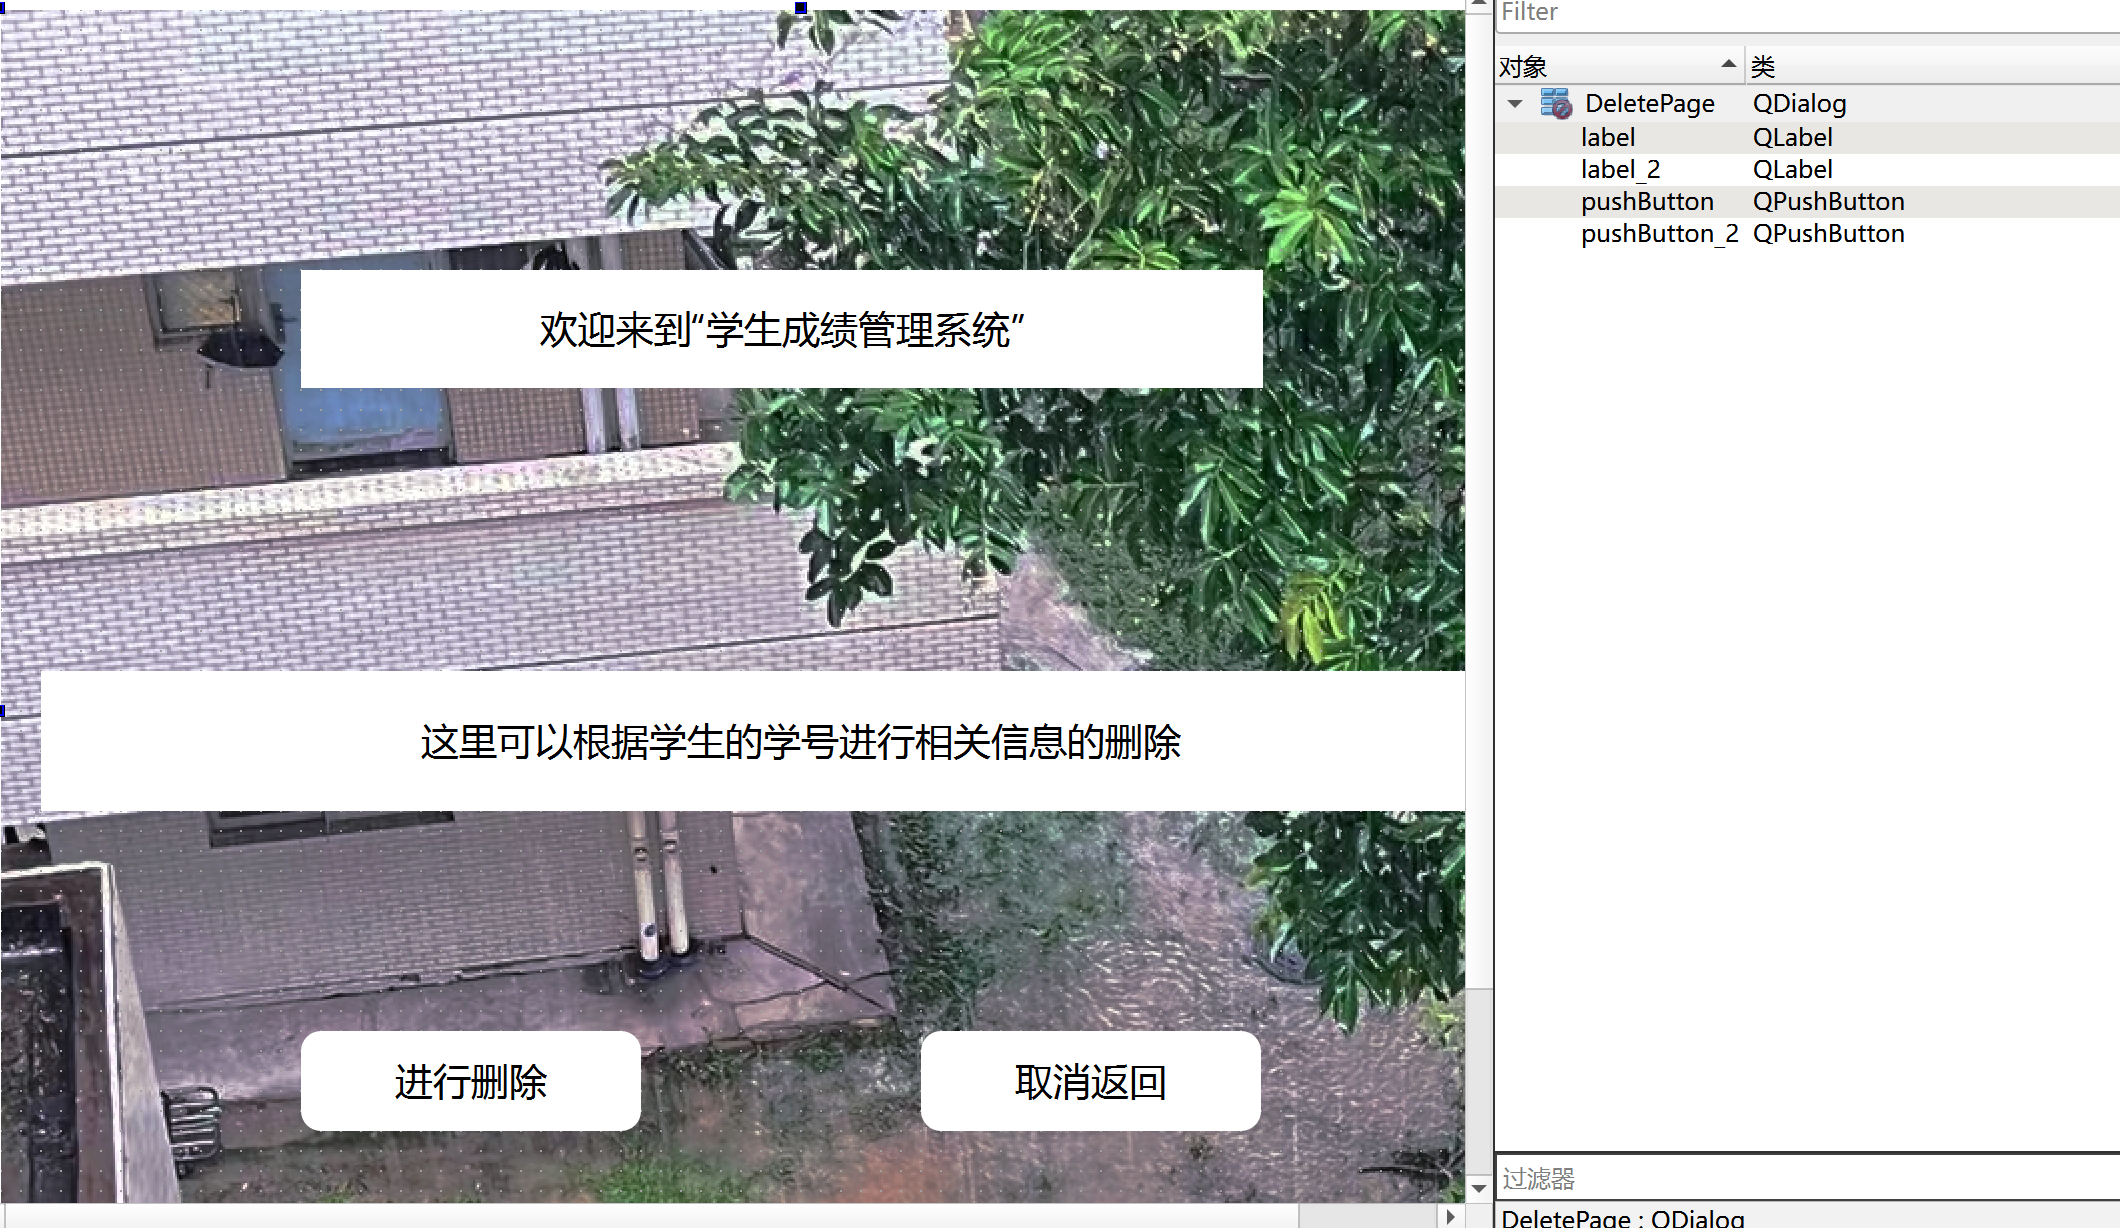 Filter
对象 类
DeletePage QDialog
label QLabel
label_2 QLabel
pushButton QPushButton
pushButton_2 QPushButton
欢迎来到“学生成绩管理系统”
这里可以根据学生的学号进行相关信息的删除
进行删除 取消返回
过滤器
DeletePage : QDialog